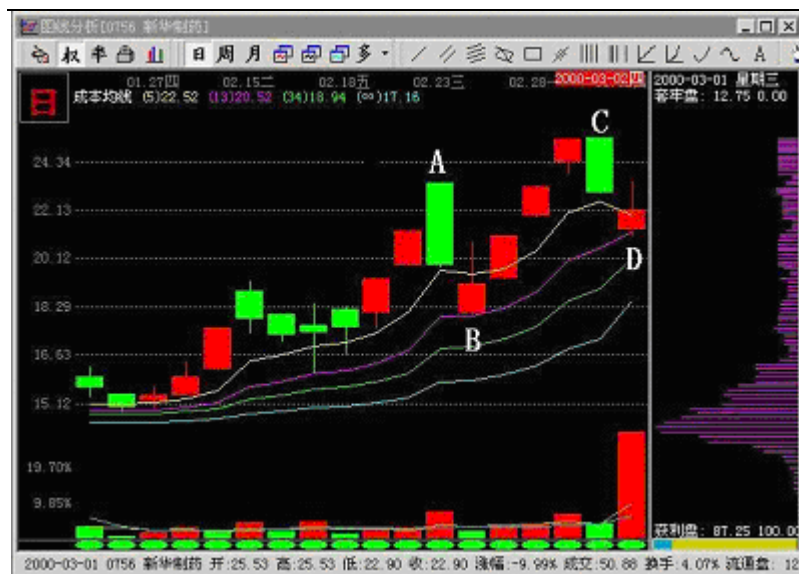 图线分析[0756 新华制药]
权 半 日 周 月 多 A
01.27四 02.15二 02.18五 02.23三 02.28 2000-03-02四 2000-03-01 星期三
日 成本均线 (5)22.52 (13)20.52 (34)18.94 (∞)17.16 套牢盘: 12.75 0.00
C
A
24.34
22.13
20.12
D
18.29
B
16.63
15.12
19.70%
9.85%
获利盘: 87.25 100.00
2000-03-01 0756 新华制药 开:25.53 高:25.53 低:22.90 收:22.90 涨幅:-9.99% 成交:50.88 换手:4.07% 流通盘: 12